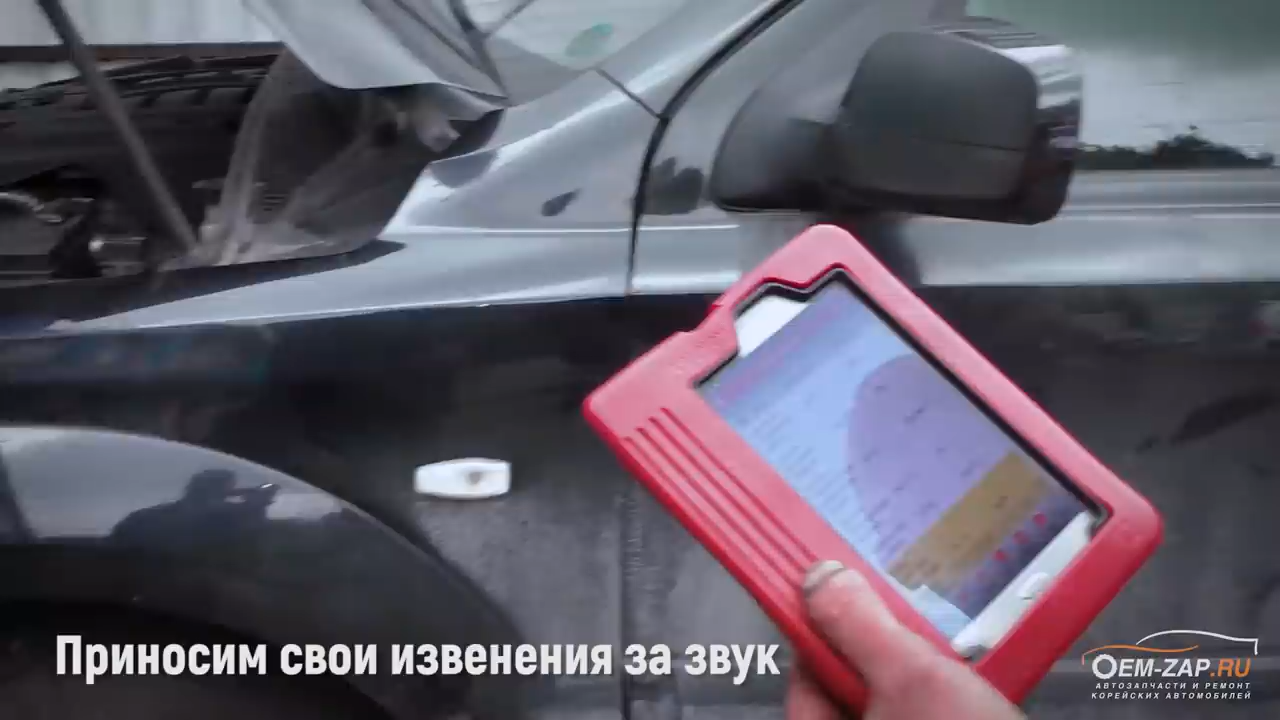 Приносим свои извенения за звук
OEM-ZAP.RU
АВТОЗАПЧАСТИ И РЕМОНТ
КОРЕЙСКИХ АВТОМОБИЛЕЙ